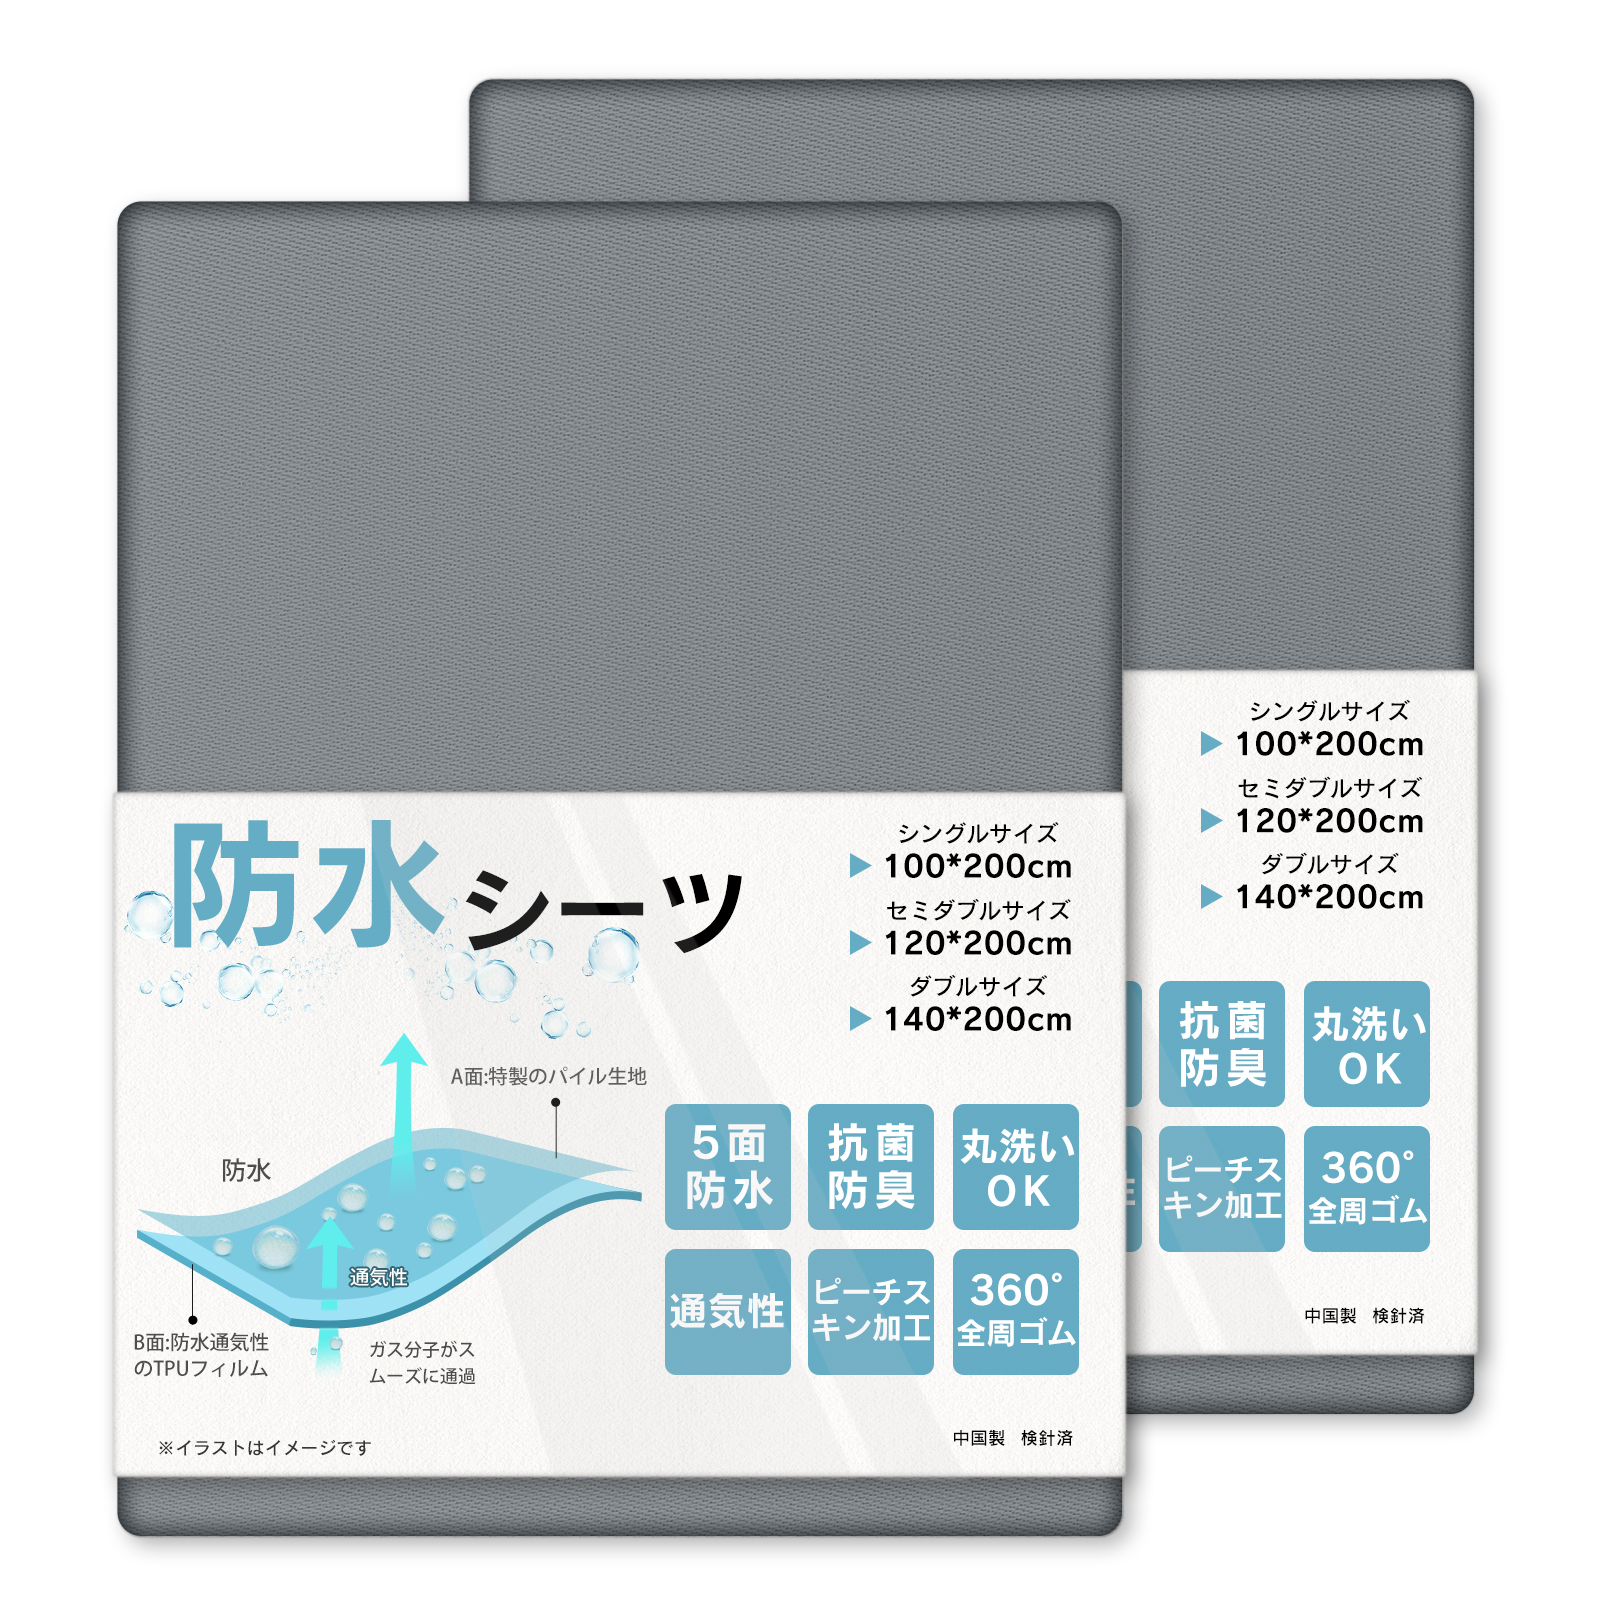 防水シーツ
シングルサイズ
100*200cm
セミダブルサイズ
120*200cm
ダブルサイズ
140*200cm
A面:特製のパイル生地
防水
通気性
B面:防水通気性
のTPUフィルム
ガス分子がス
ムーズに通過
5面
防水
抗菌
防臭
丸洗い
OK
通気性
ピーチス
キン加工
360°
全周ゴム
※イラストはイメージです
中国製 検針済
シングルサイズ
100*200cm
セミダブルサイズ
120*200cm
ダブルサイズ
140*200cm
抗菌
防臭
丸洗い
OK
ピーチス
キン加工
360°
全周ゴム
中国製 検針済